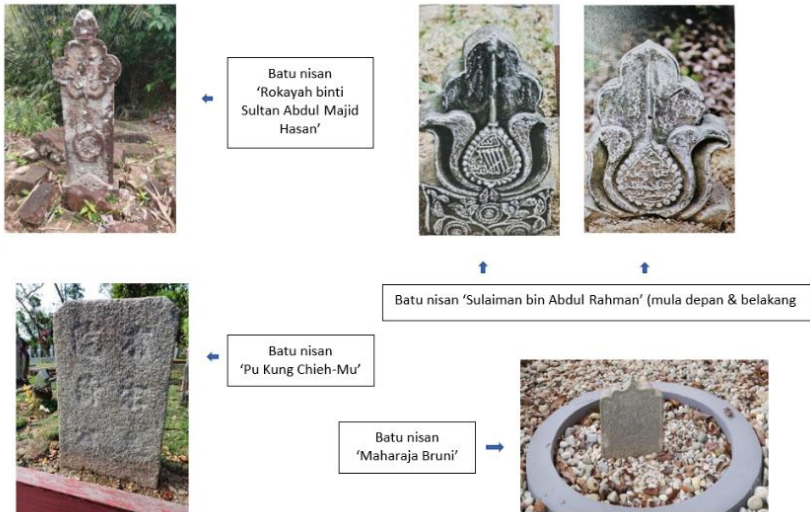 Batu nisan
‘Rokayah binti
Sultan Abdul Majid
Hasan’
Batu nisan ‘Sulaiman bin Abdul Rahman’ (mula depan & belakang
Batu nisan
‘Pu Kung Chieh-Mu’
Batu nisan
‘Maharaja Bruni’